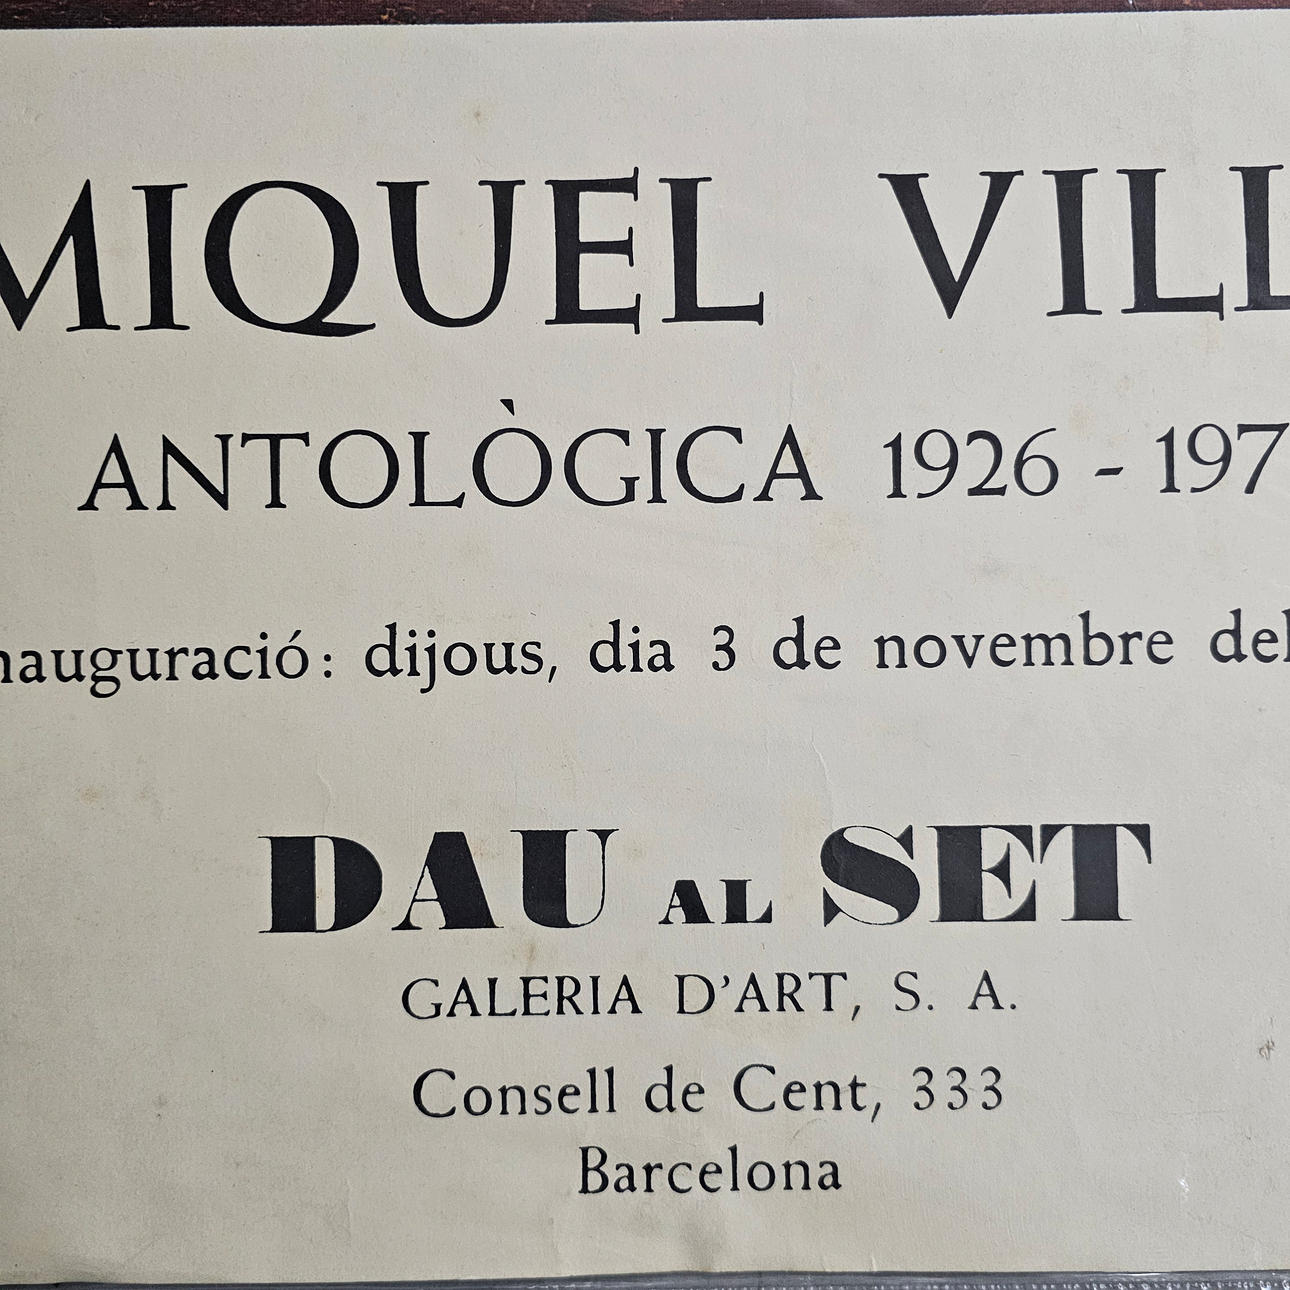 MIQUEL VILL
ANTOLÒGICA 1926 - 197
nauguració: dijous, dia 3 de novembre del
DAU AL SET
GALERIA D'ART, S. A.
Consell de Cent, 333
Barcelona